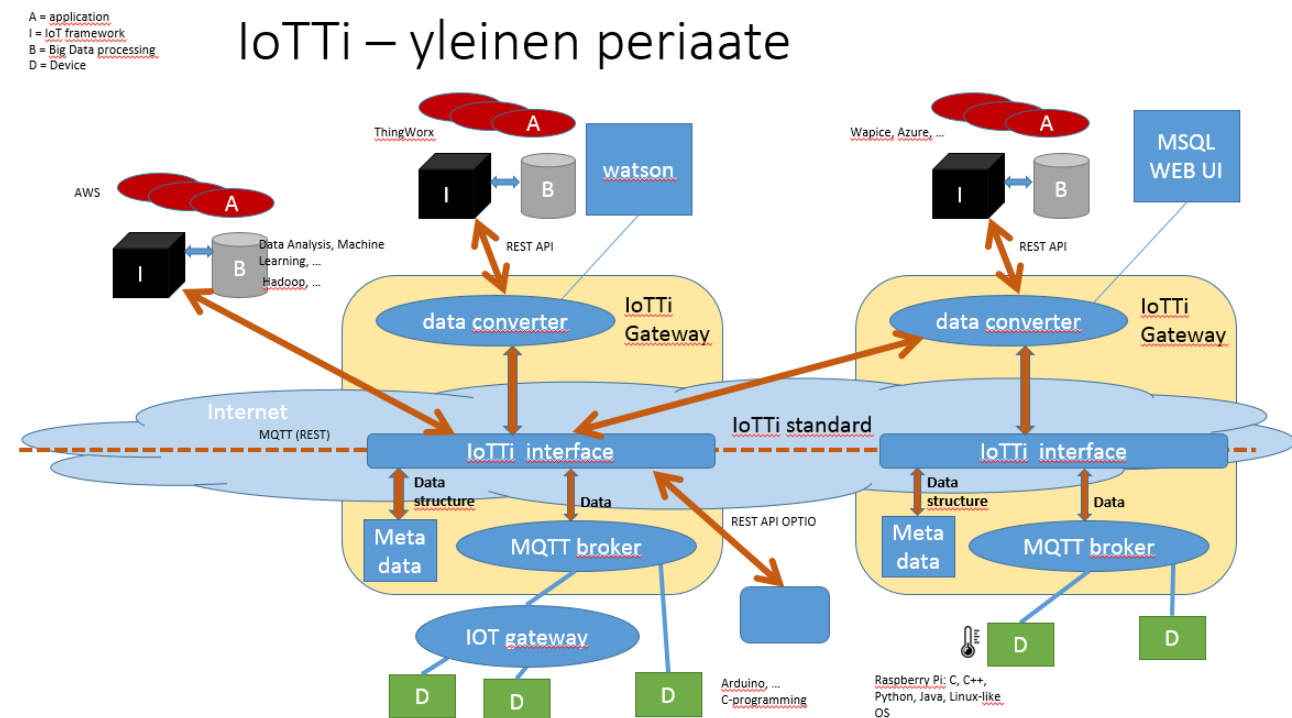 A = application
I = IoT framework
B = Big Data processing
D = Device
IoTTi – yleinen periaate
ThingWorx
A
I
B
watson
Wapice, Azure, …
A
I
B
MSQL
WEB UI
AWS
A
I
B
Data Analysis, Machine
Learning, …
Hadoop, …
REST API
REST API
data converter
IoTTi
Gateway
data converter
IoTTi
Gateway
Internet
MQTT (REST)
IoTTi standard
IoTTi interface
IoTTi interface
Data
structure
Data
Data
structure
Data
Meta
data
MQTT broker
REST API OPTIO
Meta
data
MQTT broker
IOT gateway
D
D
D
D
D
Arduino, …
C-programming
Raspberry Pi: C, C++,
Python, Java, Linux-like
OS